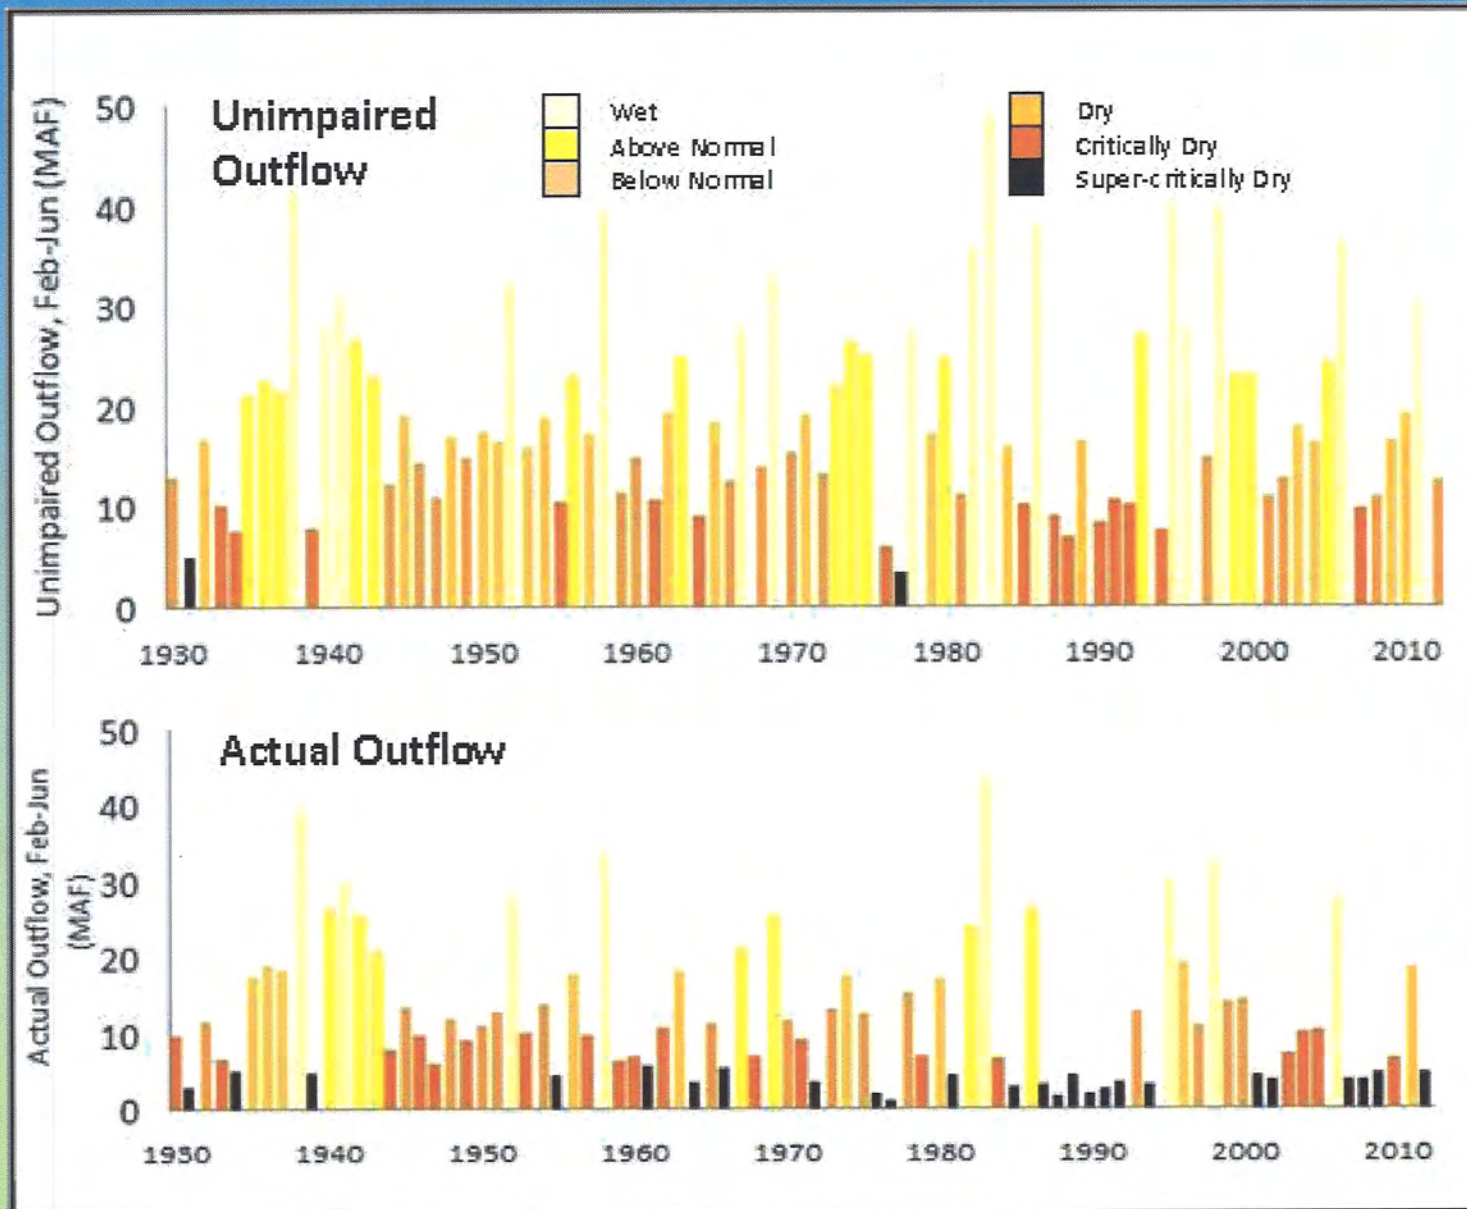 Unimpaired Outflow, Feb-Jun (MAF)
50
40
30
20
10
0
Unimpaired
Outflow
Wet
Above Normal
Below Normal
Dry
Critically Dry
Super-critically Dry
1930 1940 1950 1960 1970 1980 1990 2000 2010
Actual Outflow, Feb-Jun
(MAF)
50
40
30
20
10
0
Actual Outflow
1930 1940 1950 1960 1970 1980 1990 2000 2010